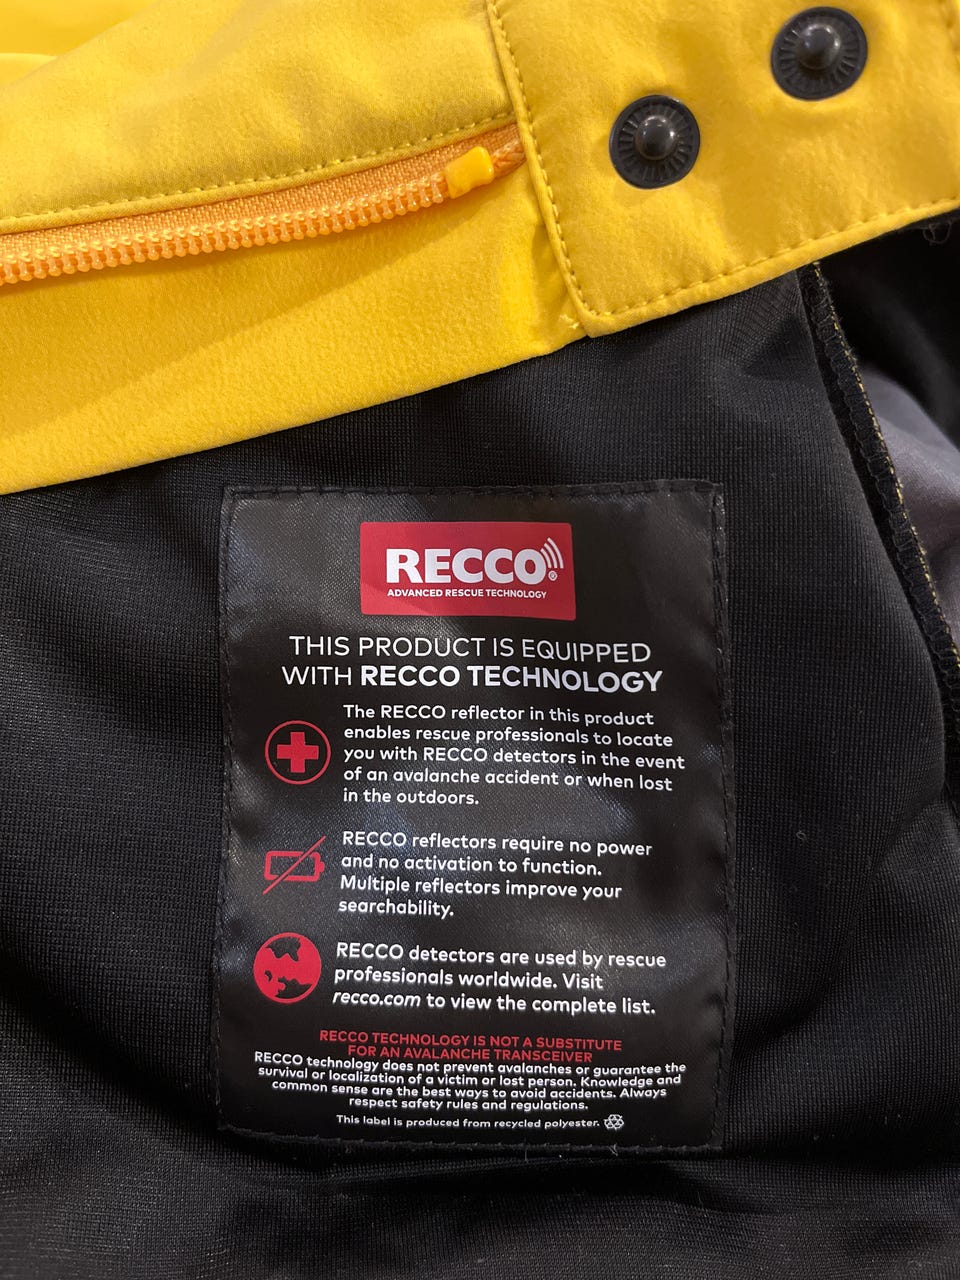 RECCO®
ADVANCED RESCUE TECHNOLOGY
THIS PRODUCT IS EQUIPPED
WITH RECCO TECHNOLOGY
The RECCO reflector in this product
enables rescue professionals to locate
you with RECCO detectors in the event
of an avalanche accident or when lost
in the outdoors.
RECCO reflectors require no power
and no activation to function.
Multiple reflectors improve your
searchability.
RECCO detectors are used by rescue
professionals worldwide. Visit
recco.com to view the complete list.
RECCO TECHNOLOGY IS NOT A SUBSTITUTE
FOR AN AVALANCHE TRANSCEIVER
RECCO technology does not prevent avalanches or guarantee the
survival or localization of a victim or lost person. Knowledge and
common sense are the best ways to avoid accidents. Always
respect safety rules and regulations.
This label is produced from recycled polyester.